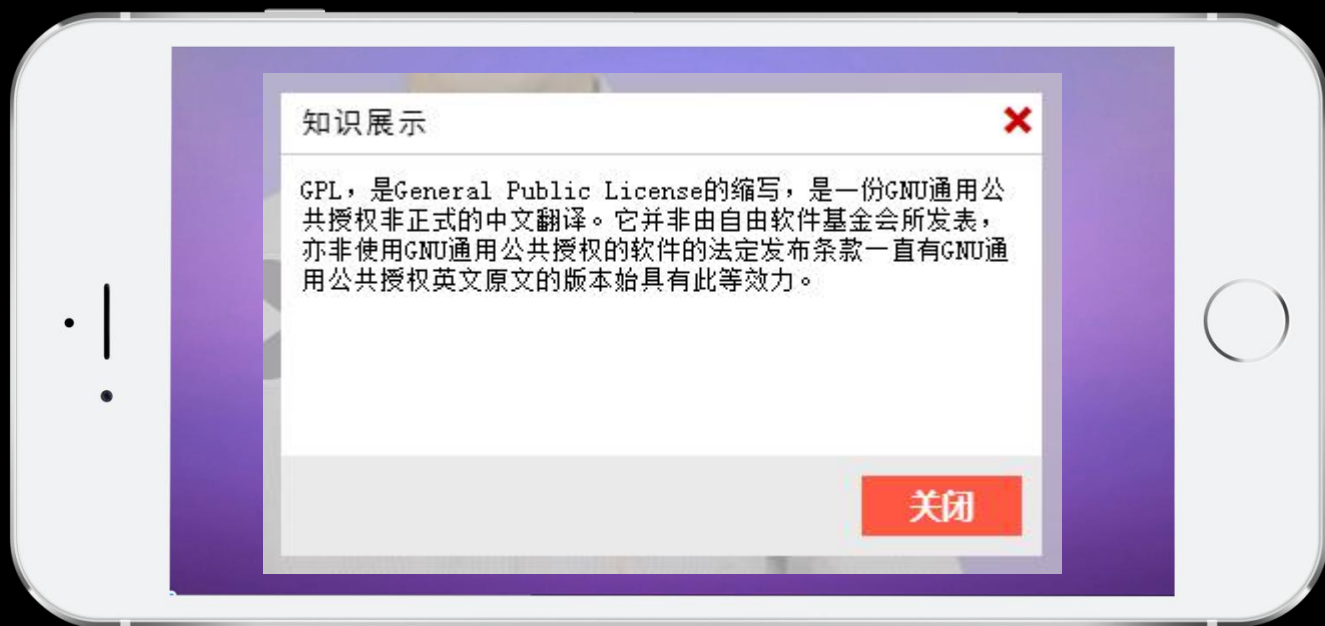 知识展示
GPL，是General Public License的缩写，是一份GNU通用公
共授权非正式的中文翻译。它并非由自由软件基金会所发表，
亦非使用GNU通用公共授权的软件的法定发布条款一直有GNU通
用公共授权英文原文的版本始具有此等效力。
关闭